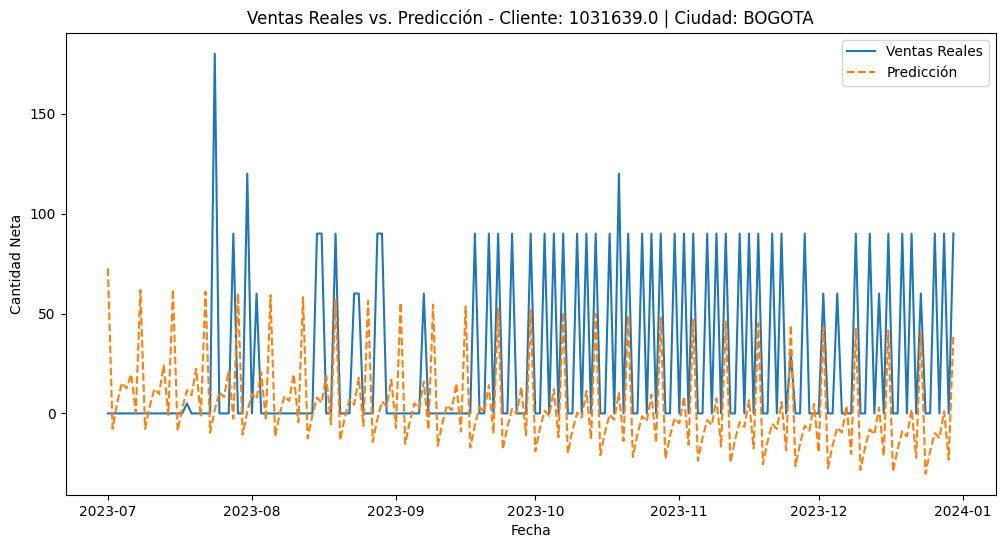 Ventas Reales vs. Predicción - Cliente: 1031639.0 | Ciudad: BOGOTA
Ventas Reales
Predicción
Cantidad Neta
150
100
50
0
2023-07
2023-08
2023-09
2023-10
2023-11
2023-12
2024-01
Fecha